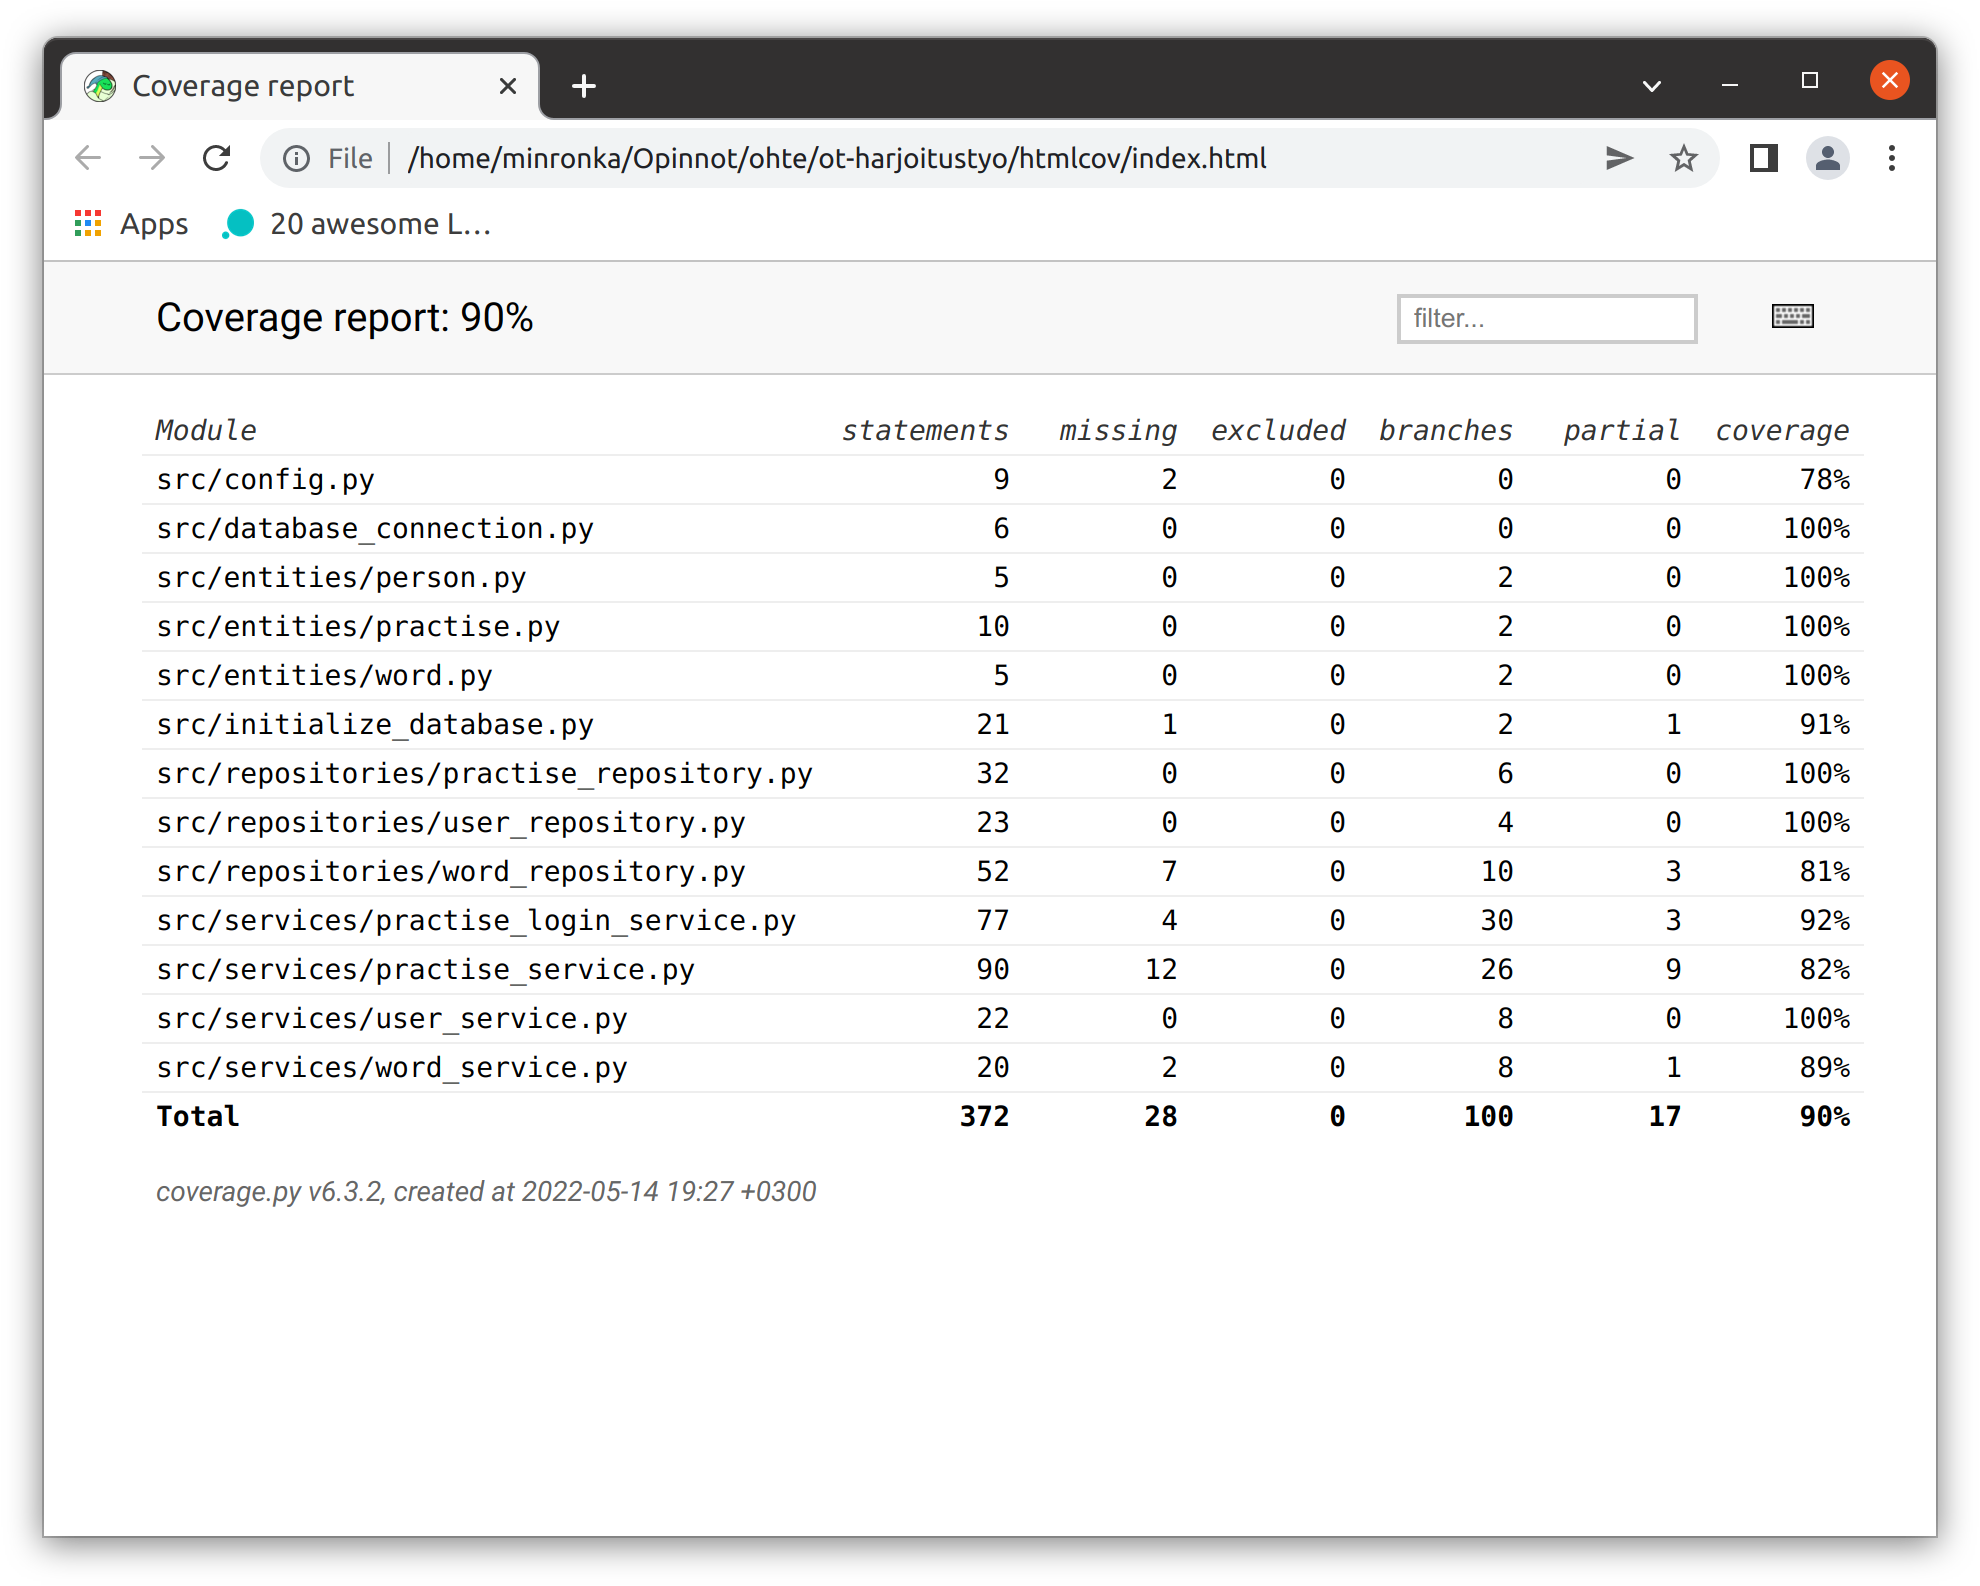 Coverage report
File /home/minronka/Opinnot/ohte/ot-harjoitustyo/htmlcov/index.html
Apps 20 awesome L...
Coverage report: 90%
filter...
Module statements missing excluded branches partial coverage
src/config.py 9 2 0 0 0 78%
src/database_connection.py 6 0 0 0 0 100%
src/entities/person.py 5 0 0 2 0 100%
src/entities/practise.py 10 0 0 2 0 100%
src/entities/word.py 5 0 0 2 0 100%
src/initialize_database.py 21 1 0 2 1 91%
src/repositories/practise_repository.py 32 0 0 6 0 100%
src/repositories/user_repository.py 23 0 0 4 0 100%
src/repositories/word_repository.py 52 7 0 10 3 81%
src/services/practise_login_service.py 77 4 0 30 3 92%
src/services/practise_service.py 90 12 0 26 9 82%
src/services/user_service.py 22 0 0 8 0 100%
src/services/word_service.py 20 2 0 8 1 89%
Total 372 28 0 100 17 90%
coverage.py v6.3.2, created at 2022-05-14 19:27 +0300